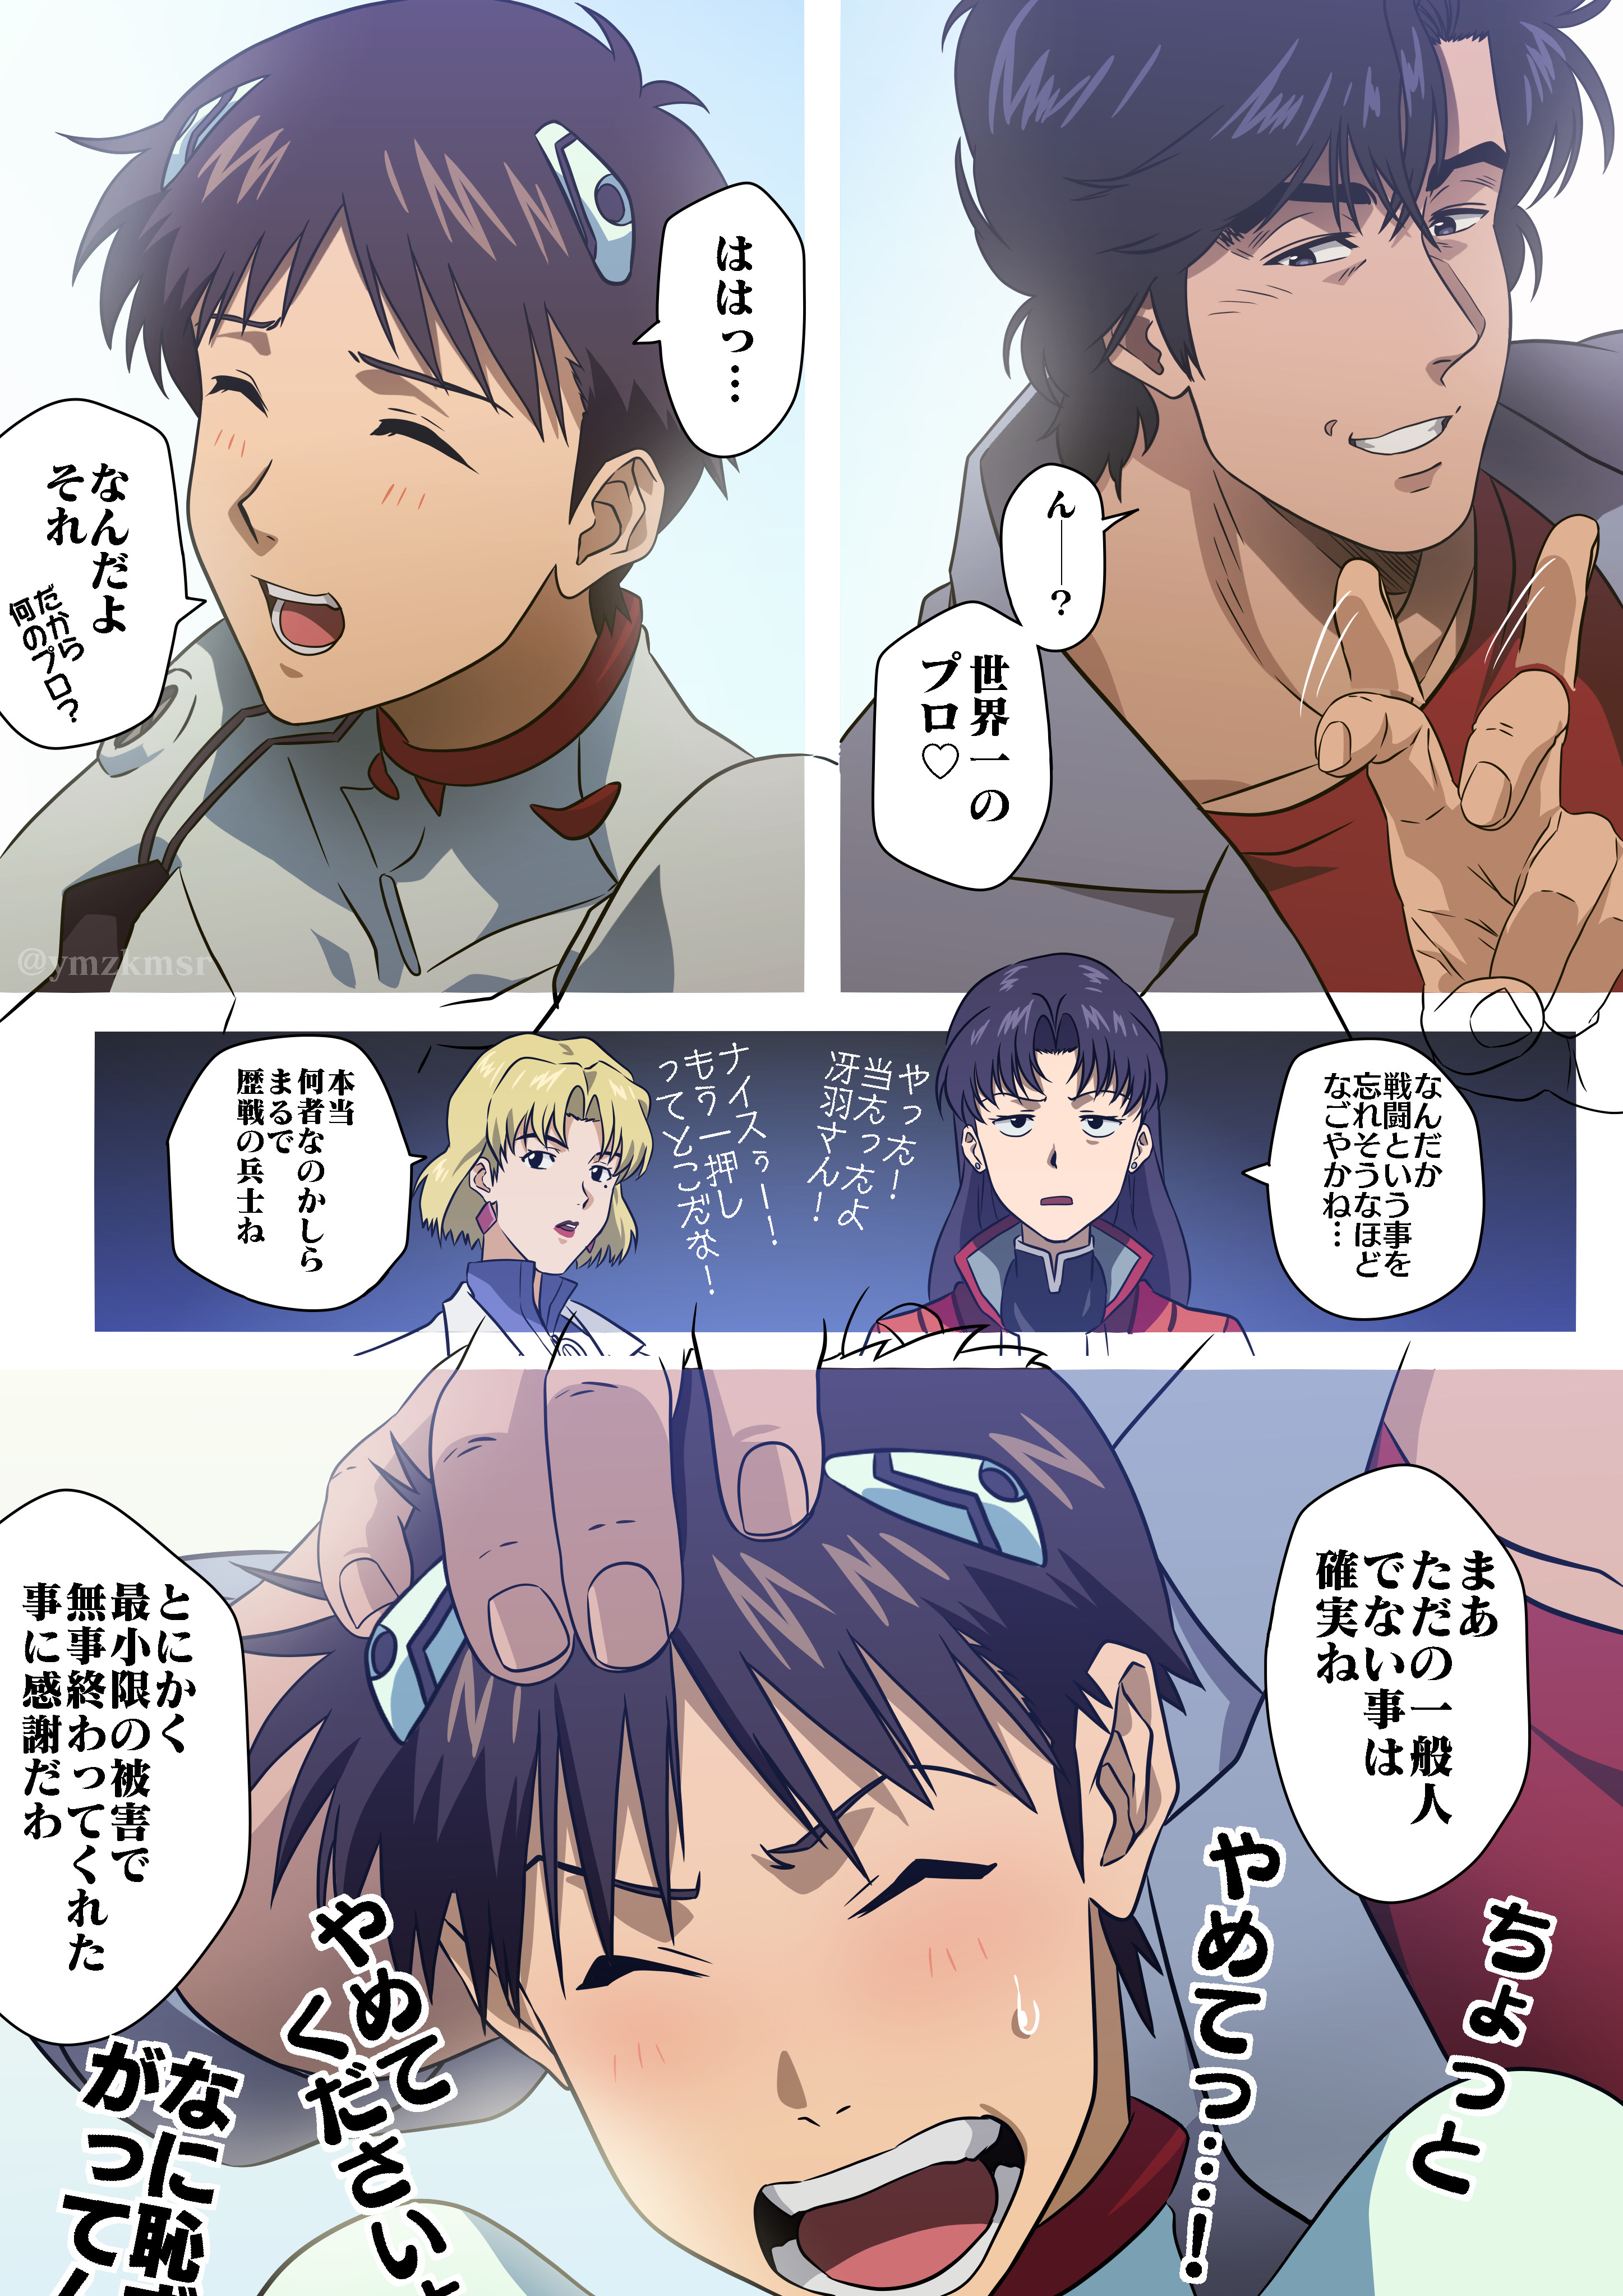 ん——？
世界一の
プロ♡
ははっ…
なんだよ
それ
だから
何のプロ？
@ymzkmsr
なんだか
戦闘という事を
忘れそうなほど
なごやかね…
やった！
当たったよ
冴羽さん！
ナイスぅー！
もう一押し
ってとこだな！
本当
何者なのかしら
まるで
歴戦の兵士ね
まあ
ただの一般人
でない事は
確実ね
ちょっと
やめてっ…！
とにかく
最小限の被害で
無事終わってくれた
事に感謝だわ
やめて
ください
なに恥
がって